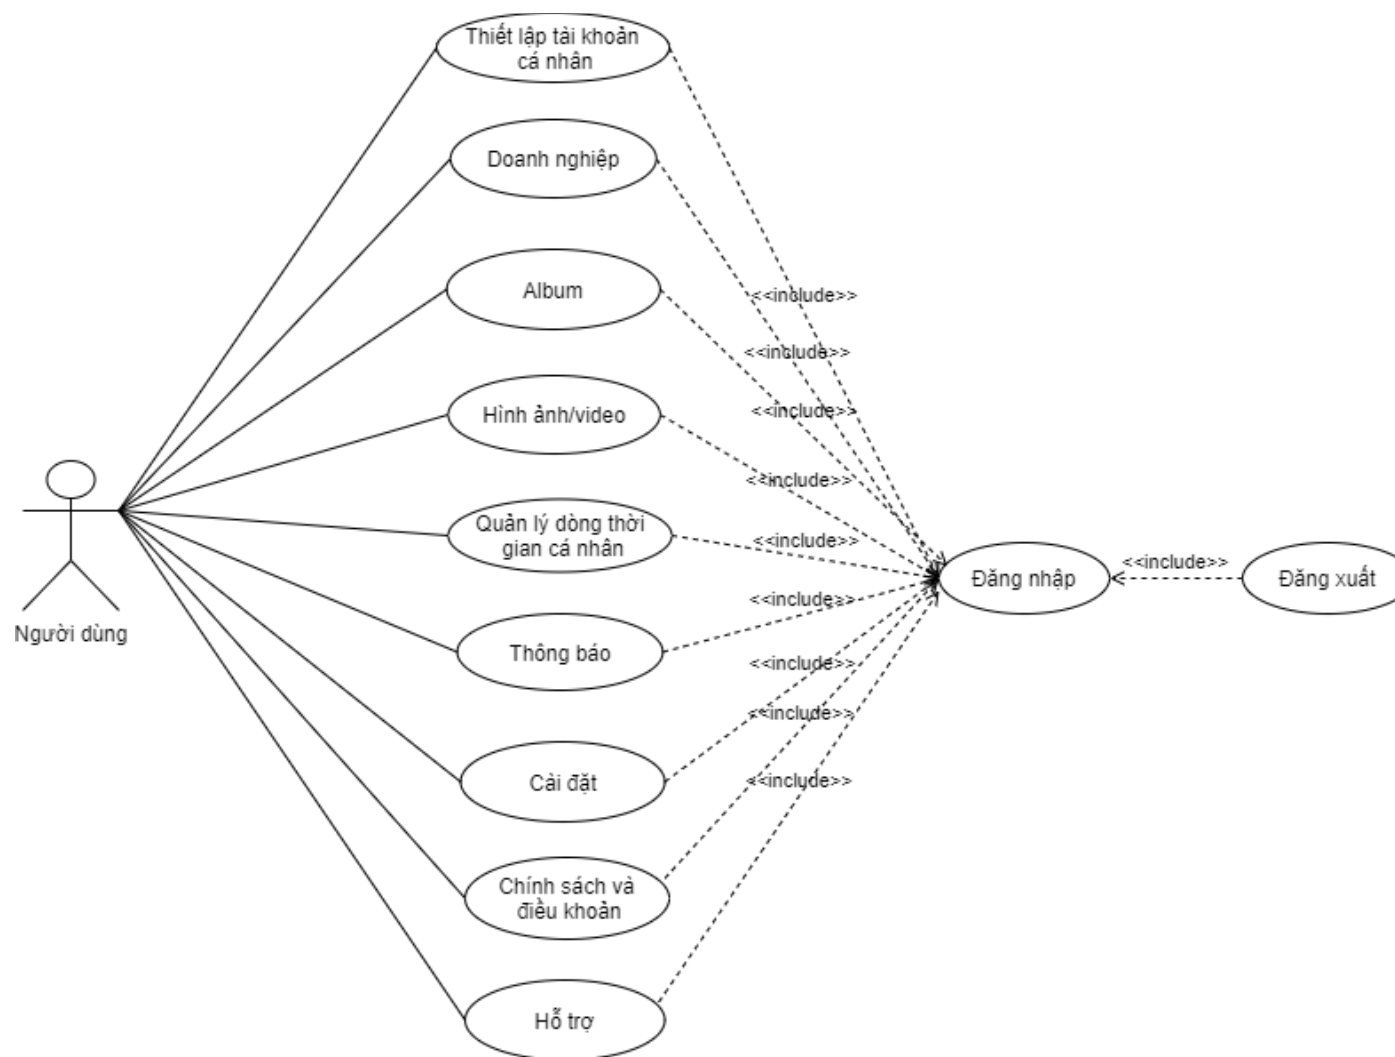 Thiết lập tài khoản
cá nhân
Doanh nghiệp
Album
<<include>>
<<include>>
<<include>>
Hình ảnh/video
<<include>>
Quản lý dòng thời
gian cá nhân
<<include>>
<<include>>
Đăng nhập
<<include>>
Đăng xuất
Người dùng
Thông báo
<<include>>
<<include>>
Cài đặt
<<include>>
Chính sách và
điều khoản
Hỗ trợ